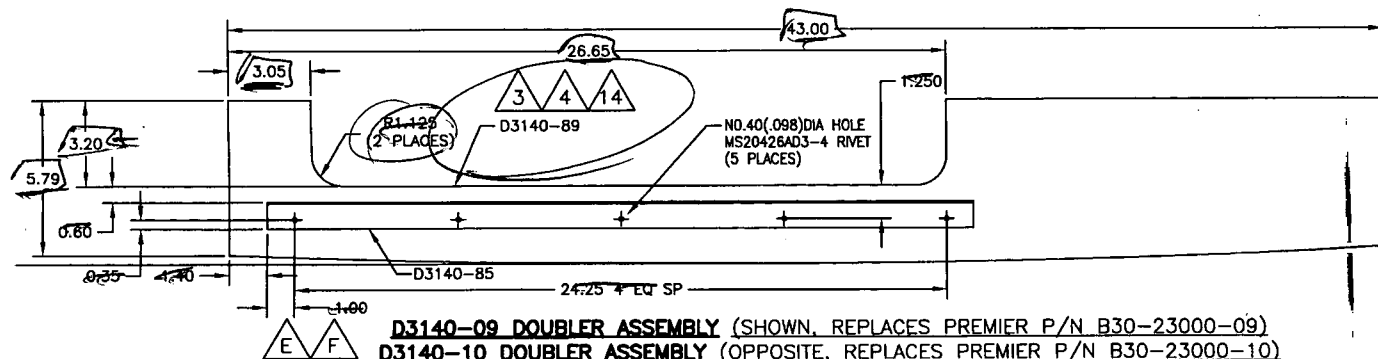 43.00
26.65
3.05
1.250
3 4 14
R1.125
(2 PLACES)
D3140-89
NO.40(.098)DIA HOLE
MS20426AD3-4 RIVET
(5 PLACES)
3.20
5.79
0.60
0.35
4.40
D3140-85
24.25 4 EQ SP
1.00
E F
D3140-09 DOUBLER ASSEMBLY (SHOWN, REPLACES PREMIER P/N B30-23000-09)
D3140-10 DOUBLER ASSEMBLY (OPPOSITE, REPLACES PREMIER P/N B30-23000-10)